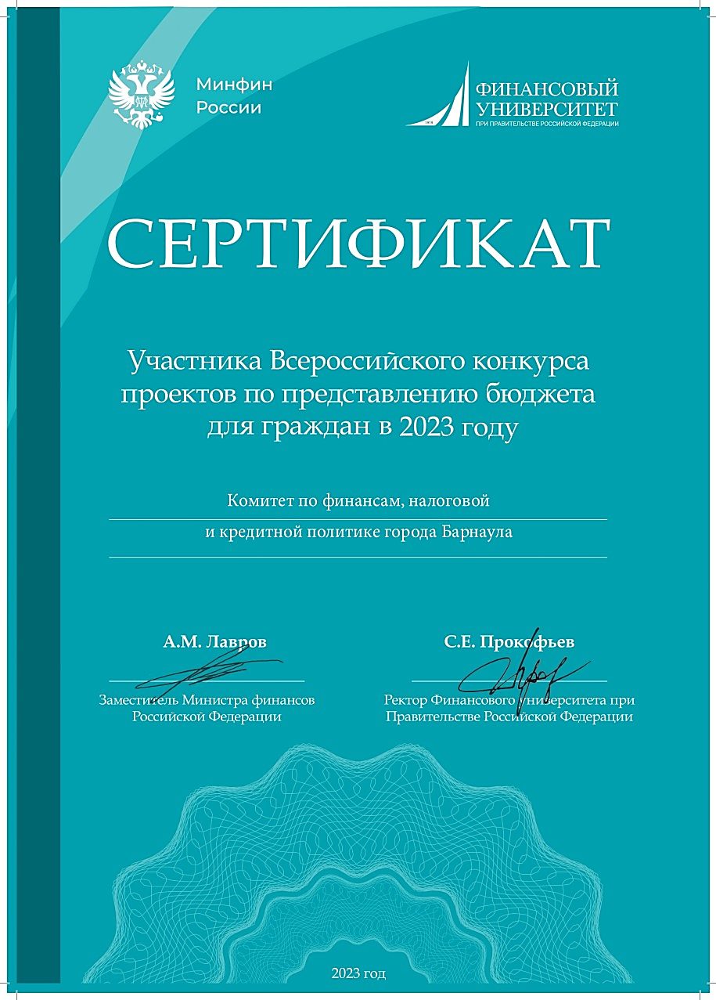 Минфин
России
ФИНАНСОВЫЙ
УНИВЕРСИТЕТ
ПРИ ПРАВИТЕЛЬСТВЕ РОССИЙСКОЙ ФЕДЕРАЦИИ
СЕРТИФИКАТ
Участника Всероссийского конкурса
проектов по представлению бюджета
для граждан в 2023 году
Комитет по финансам, налоговой
и кредитной политике города Барнаула
А.М. Лавров
Заместитель Министра финансов
Российской Федерации
С.Е. Прокофьев
Ректор Финансового университета при
Правительстве Российской Федерации
2023 год